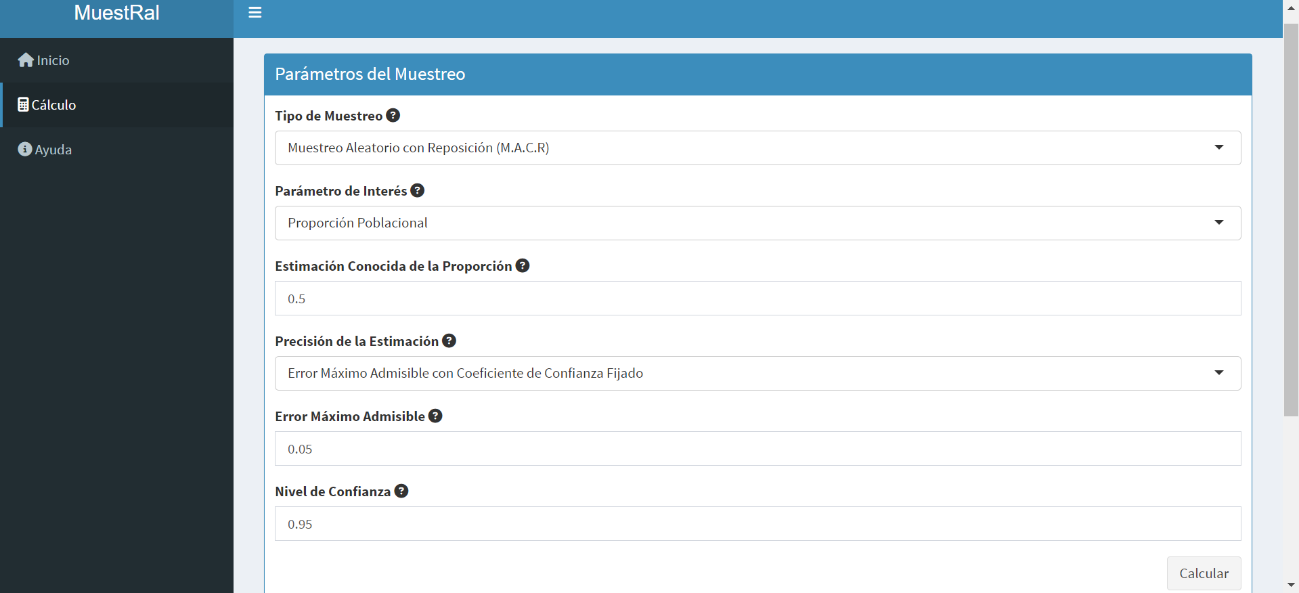 MuestRal
Inicio
Cálculo
Ayuda
Parámetros del Muestreo
Tipo de Muestreo
Muestreo Aleatorio con Reposición (M.A.C.R)
Parámetro de Interés
Proporción Poblacional
Estimación Conocida de la Proporción
0.5
Precisión de la Estimación
Error Máximo Admisible con Coeficiente de Confianza Fijado
Error Máximo Admisible
0.05
Nivel de Confianza
0.95
Calcular